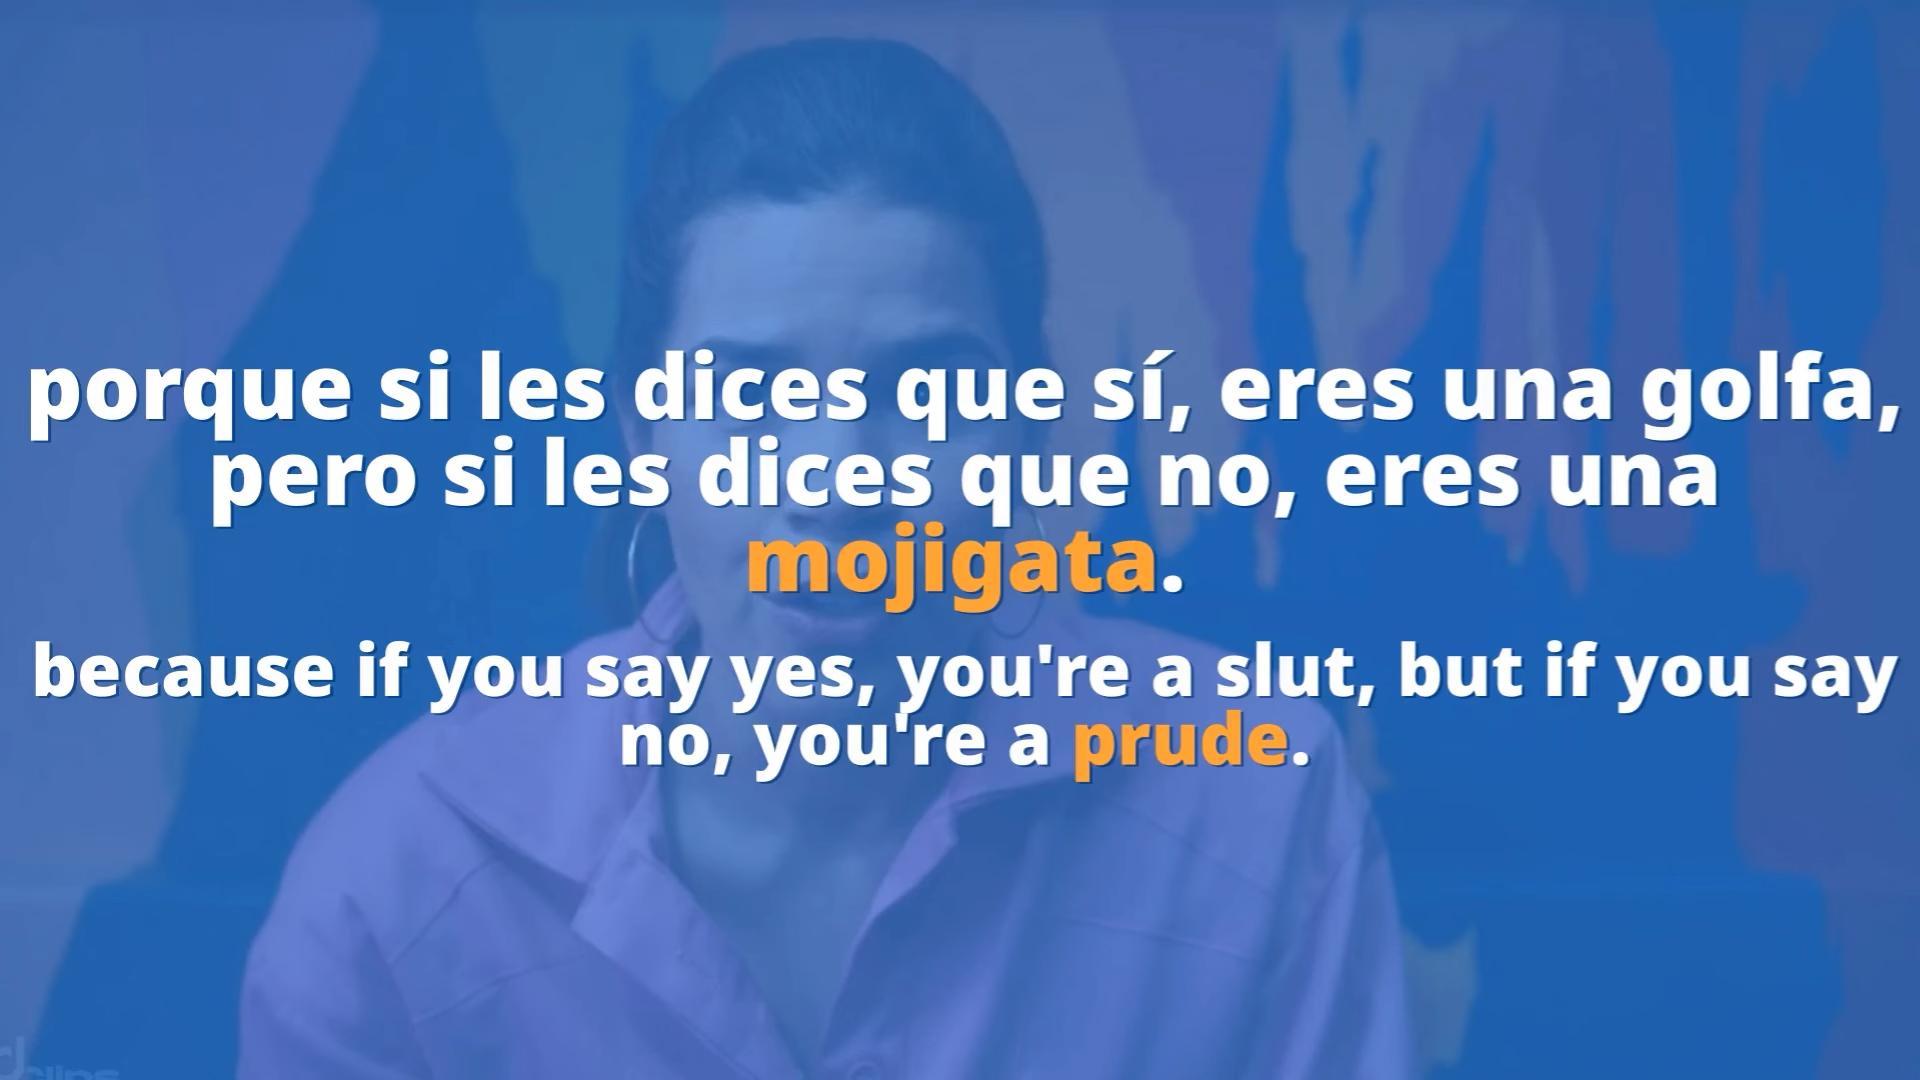 porque si les dices que sí, eres una golfa,
pero si les dices que no, eres una
mojigata.
because if you say yes, you're a slut, but if you say
no, you're a prude.